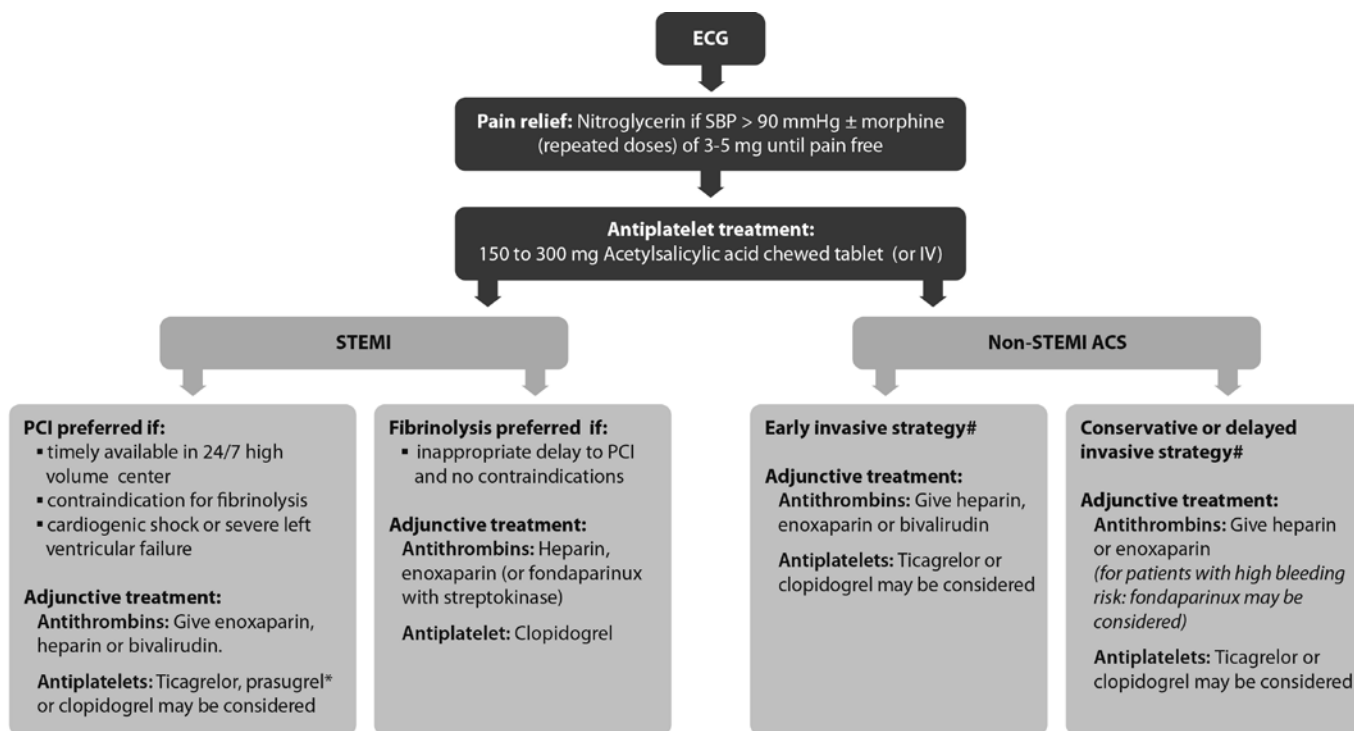 ECG
Pain relief: Nitroglycerin if SBP > 90 mmHg ± morphine
(repeated doses) of 3-5 mg until pain free
Antiplatelet treatment:
150 to 300 mg Acetylsalicylic acid chewed tablet (or IV)
STEMI
Non-STEMI ACS
PCI preferred if:
▪ timely available in 24/7 high
volume center
▪ contraindication for fibrinolysis
▪ cardiogenic shock or severe left
ventricular failure
Adjunctive treatment:
Antithrombins: Give enoxaparin,
heparin or bivalirudin.
Antiplatelets: Ticagrelor, prasugrel*
or clopidogrel may be considered
Fibrinolysis preferred if:
▪ inappropriate delay to PCI
and no contraindications
Adjunctive treatment:
Antithrombins: Heparin,
enoxaparin (or fondaparinux
with streptokinase)
Antiplatelet: Clopidogrel
Early invasive strategy#
Adjunctive treatment:
Antithrombins: Give heparin,
enoxaparin or bivalirudin
Antiplatelets: Ticagrelor or
clopidogrel may be considered
Conservative or delayed
invasive strategy#
Adjunctive treatment:
Antithrombins: Give heparin
or enoxaparin
(for patients with high bleeding
risk: fondaparinux may be
considered)
Antiplatelets: Ticagrelor or
clopidogrel may be considered